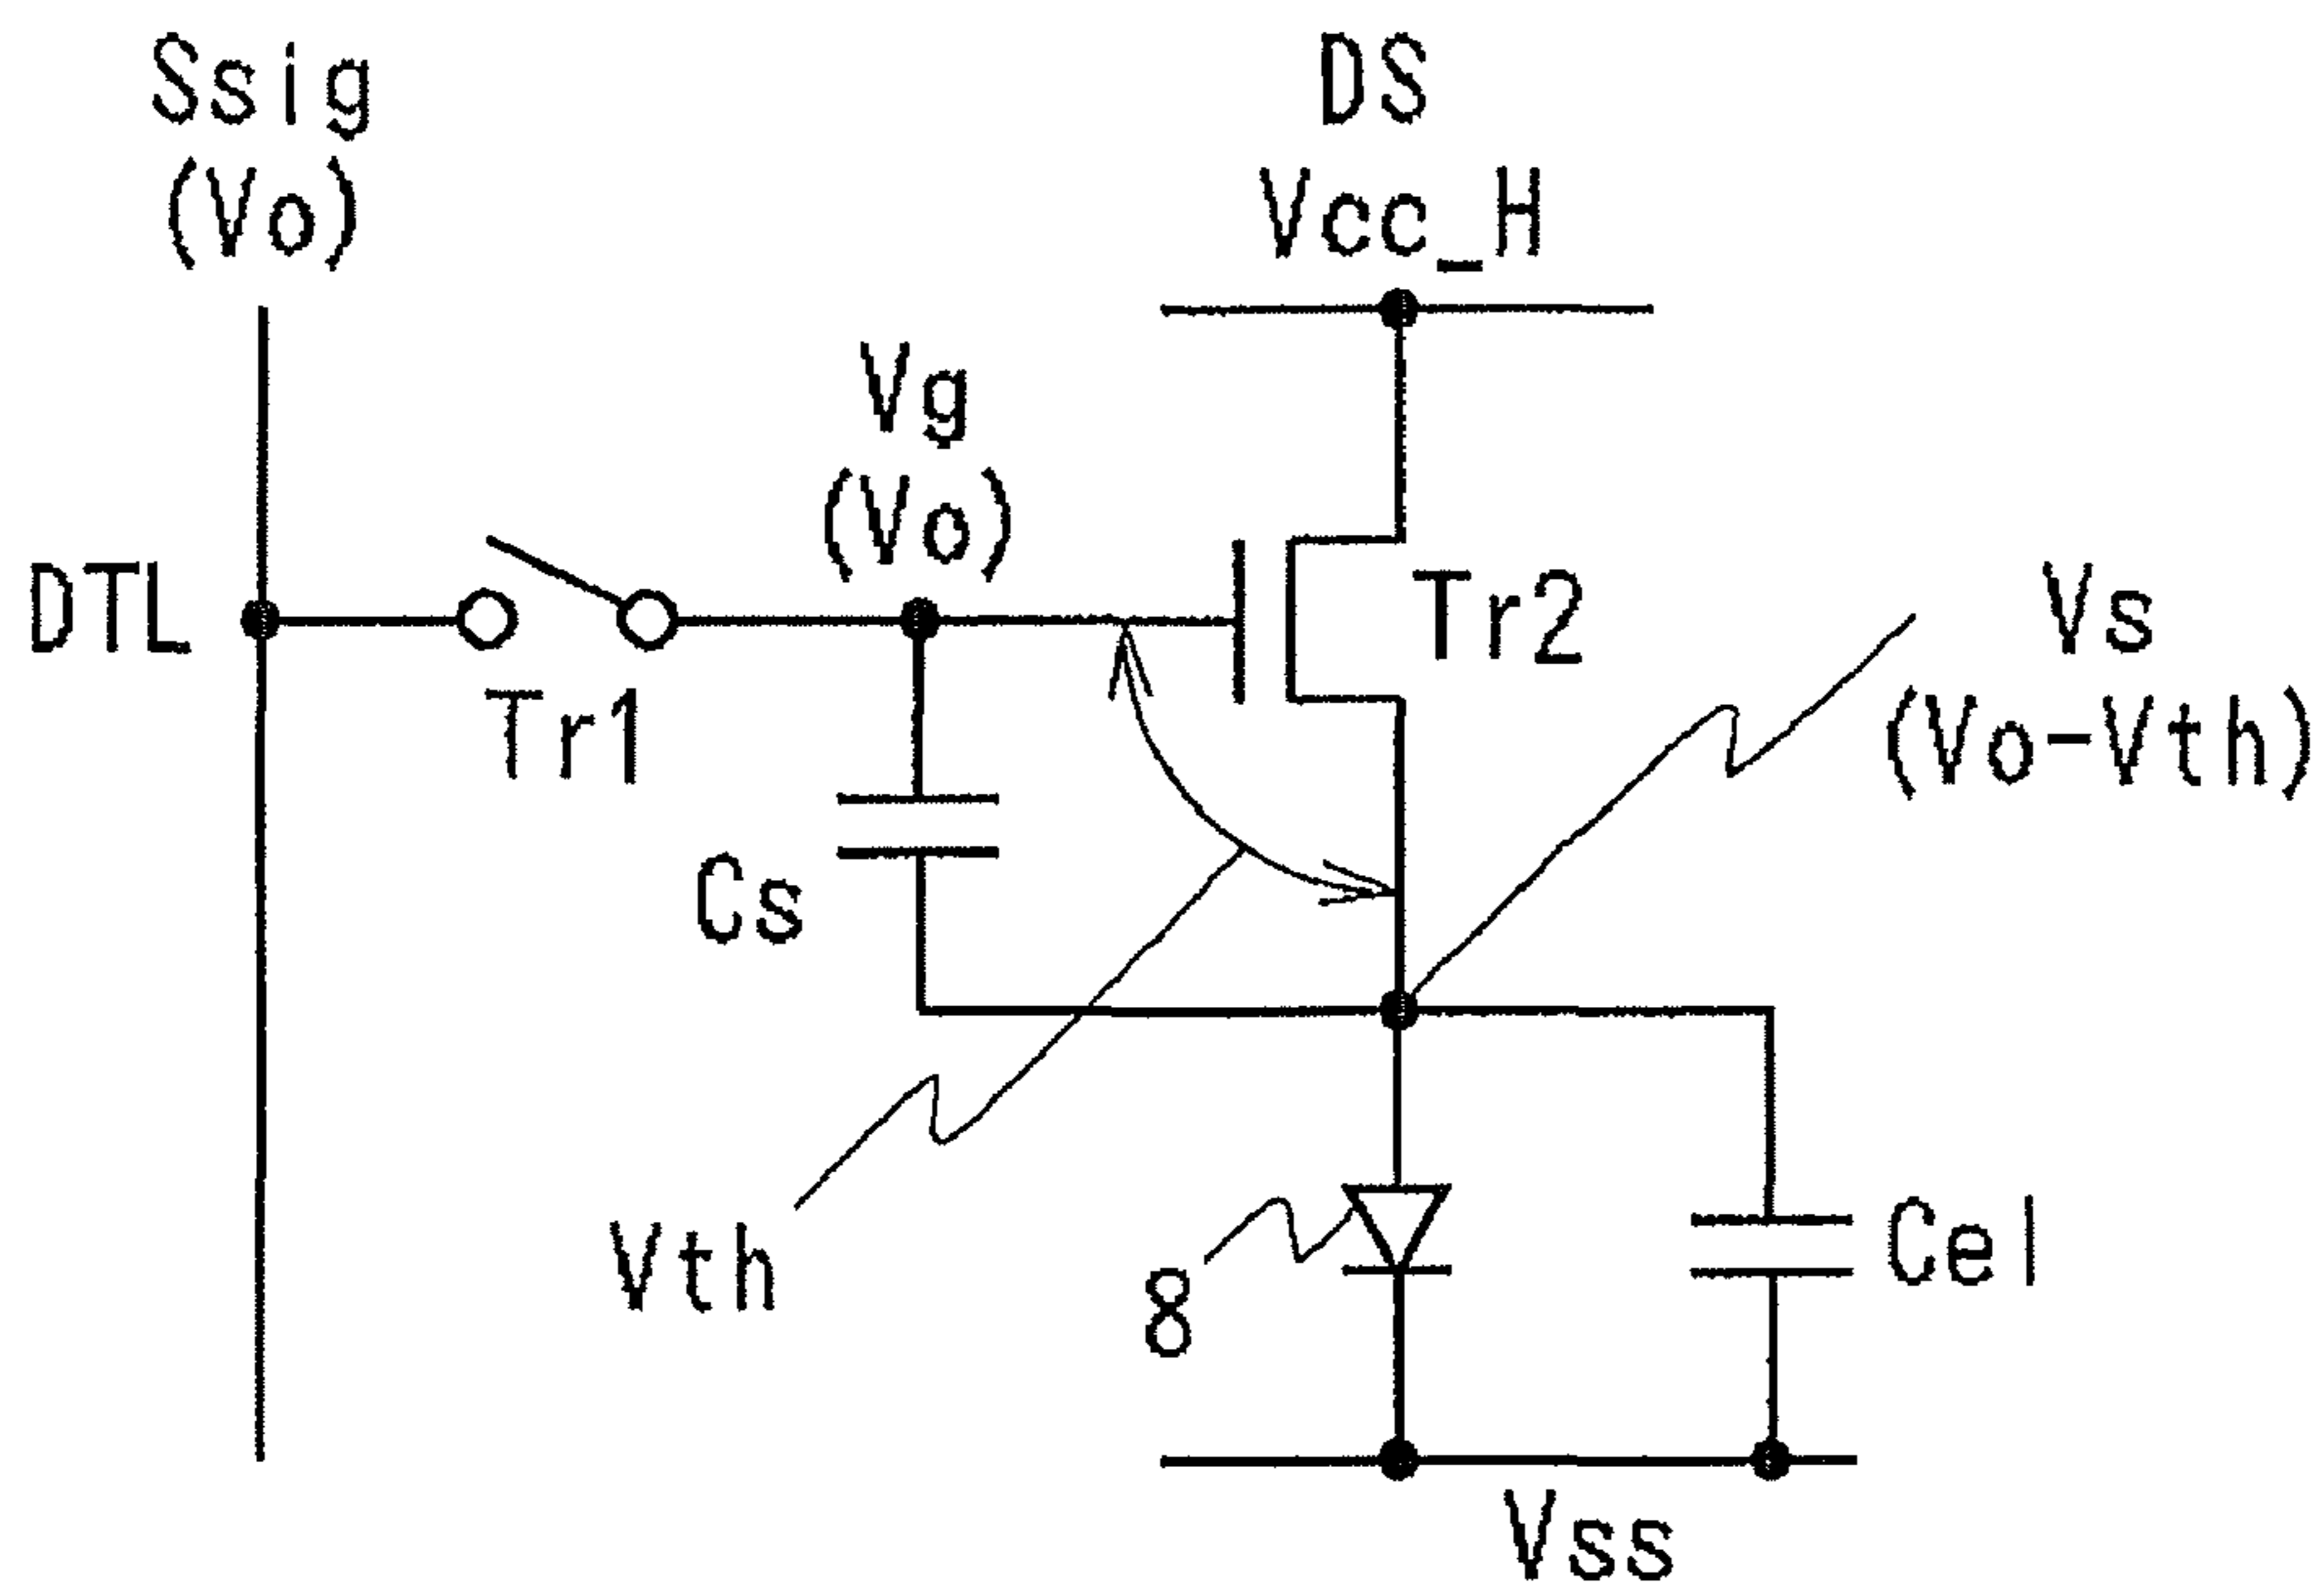 Ssig
(Vo)
DS
Vcc_H
Vg
(Vo)
DTL
Tr1
Tr2
Vs
(Vo-Vth)
Cs
Vth
8
Cel
Vss